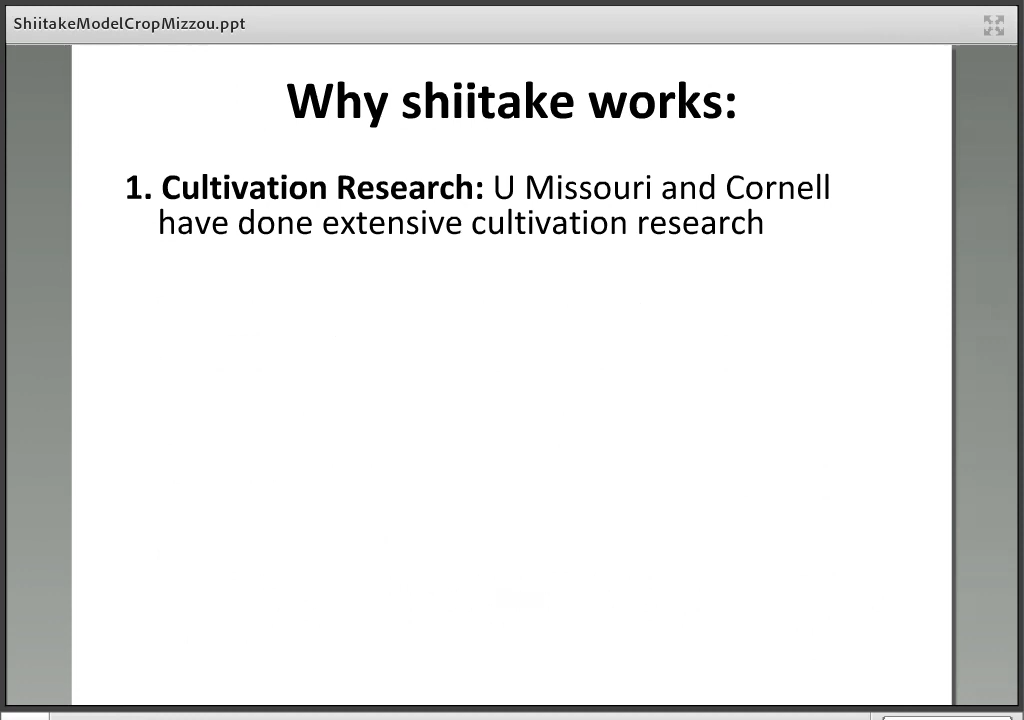 ShiitakeModelCropMizzou.ppt
Why shiitake works:
1. Cultivation Research: U Missouri and Cornell
have done extensive cultivation research